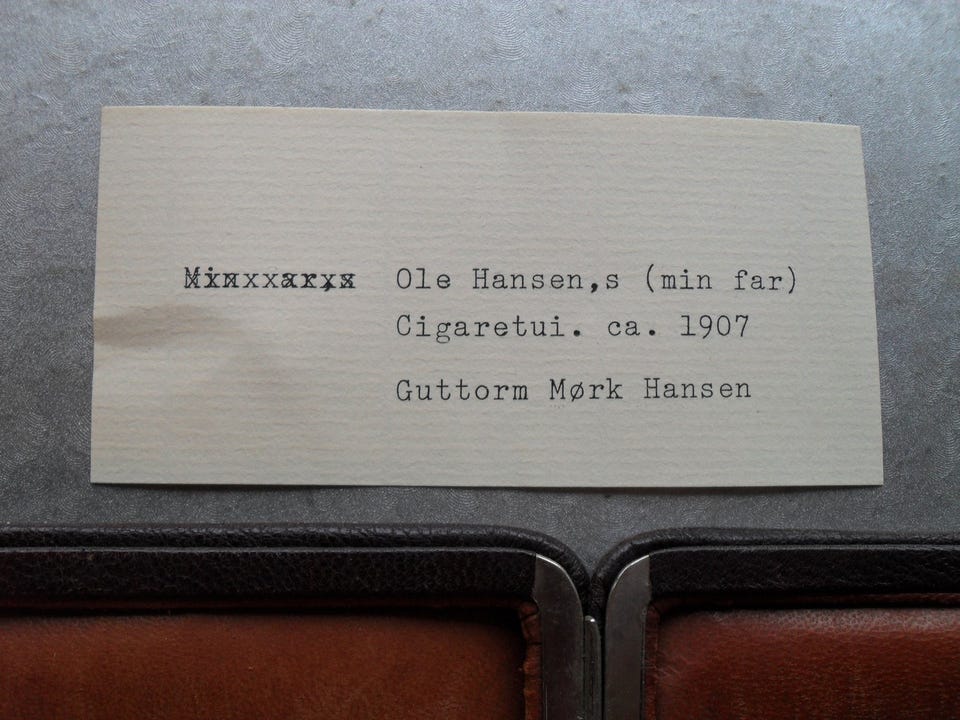 Ole Hansen,s (min far)
Cigaretui. ca. 1907
Guttorm Mørk Hansen